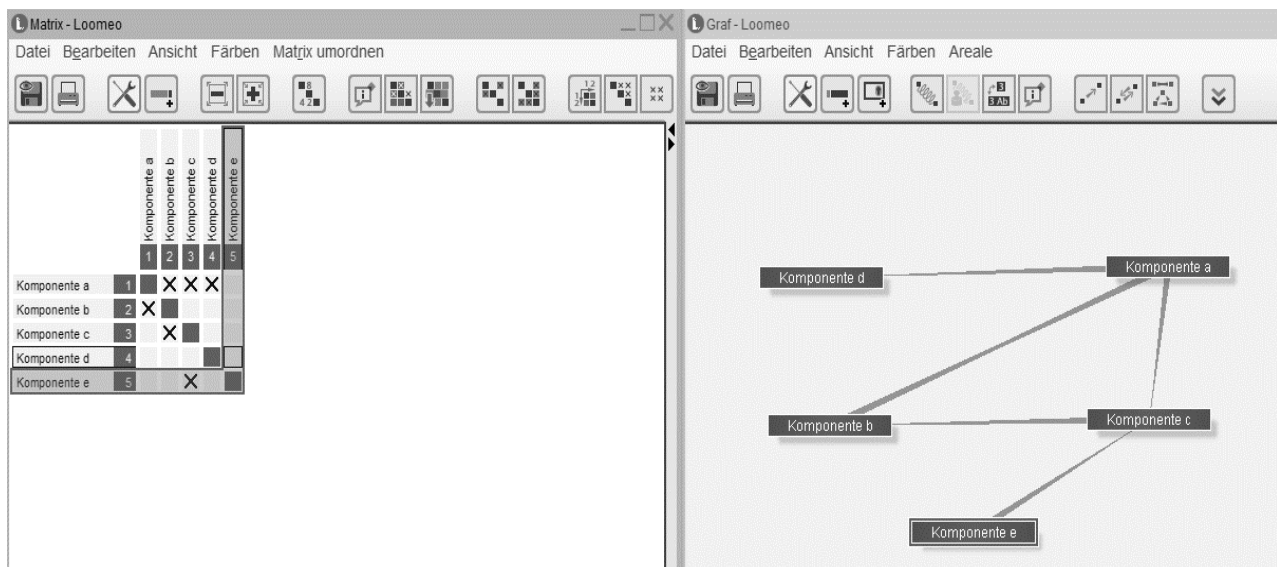 Matrix - Loomeo
Datei Bearbeiten Ansicht Färben Matrix umordnen
Komponente a
Komponente b
Komponente c
Komponente d
Komponente e
1 2 3 4 5
Komponente a 1 X X X
Komponente b 2 X
Komponente c 3 X
Komponente d 4
Komponente e 5 X
Graf - Loomeo
Datei Bearbeiten Ansicht Färben Areale
Komponente a
Komponente d
Komponente c
Komponente b
Komponente e